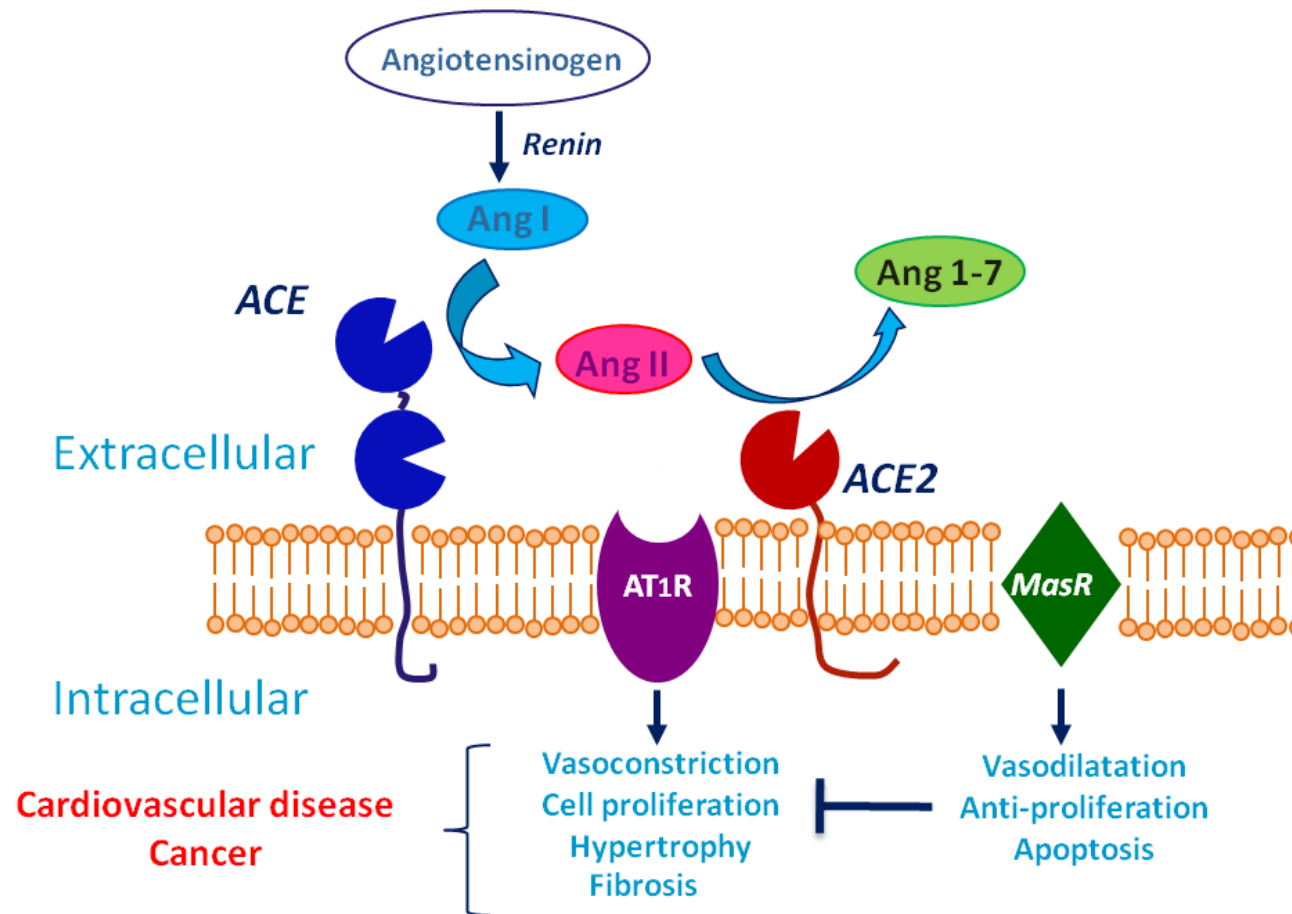 Angiotensinogen
Renin
Ang I
Ang 1-7
ACE
Ang II
Extracellular
ACE2
AT1R
MasR
Intracellular
Vasoconstriction
Cell proliferation
Hypertrophy
Fibrosis
Vasodilatation
Anti-proliferation
Apoptosis
Cardiovascular disease
Cancer